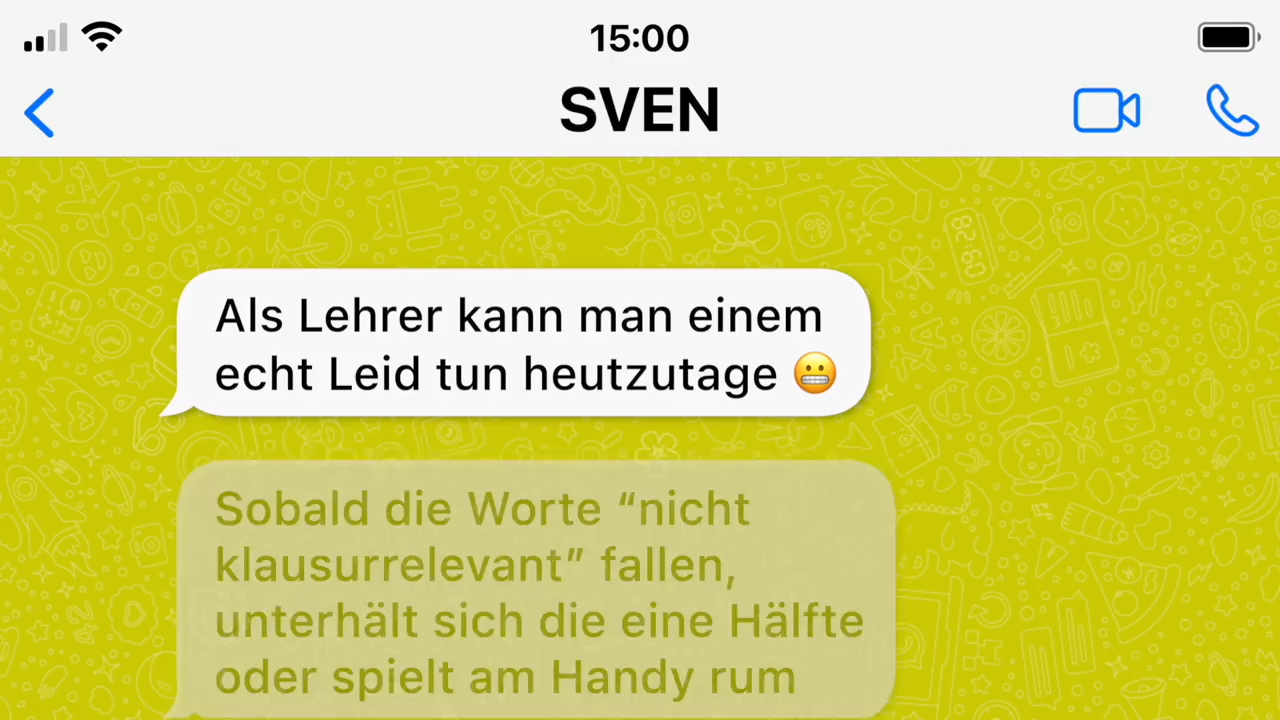 15:00
SVEN
Als Lehrer kann man einem
echt Leid tun heutzutage 😬
Sobald die Worte “nicht
klausurrelevant” fallen,
unterhält sich die eine Hälfte
oder spielt am Handy rum